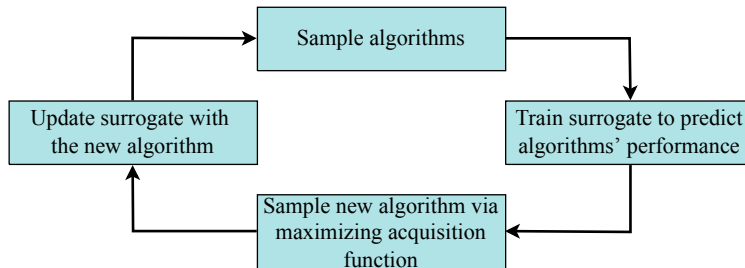 Sample algorithms
Train surrogate to predict
algorithms’ performance
Sample new algorithm via
maximizing acquisition
function
Update surrogate with
the new algorithm